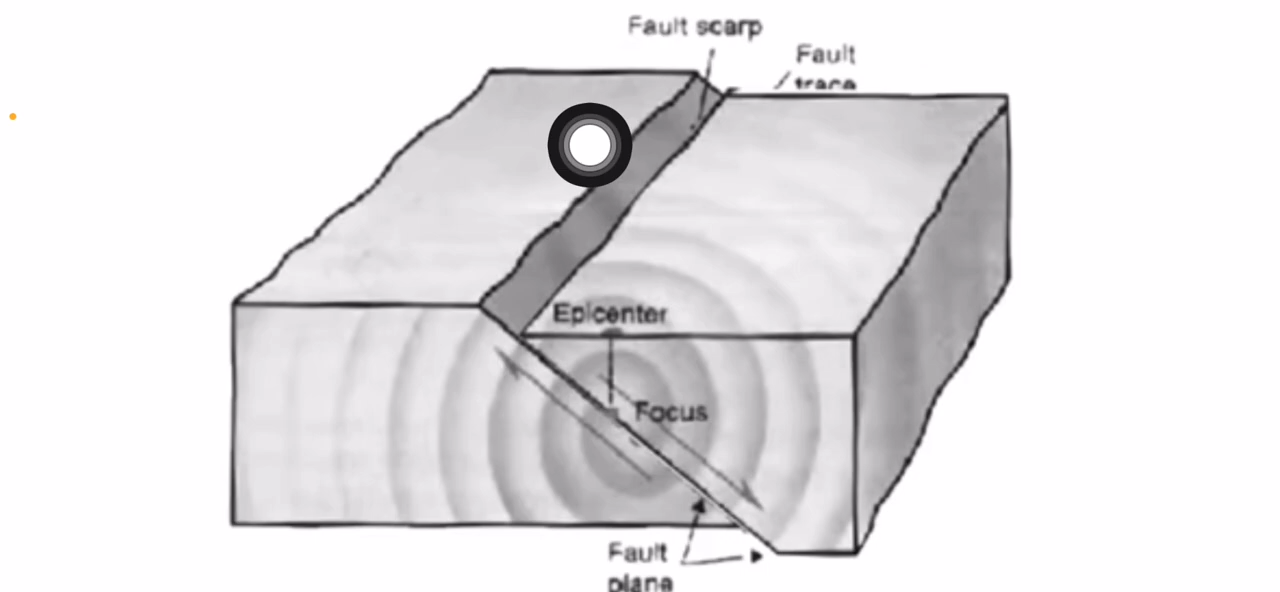 Fault scarp
Fault
trace
Epicenter
Focus
Fault
plane